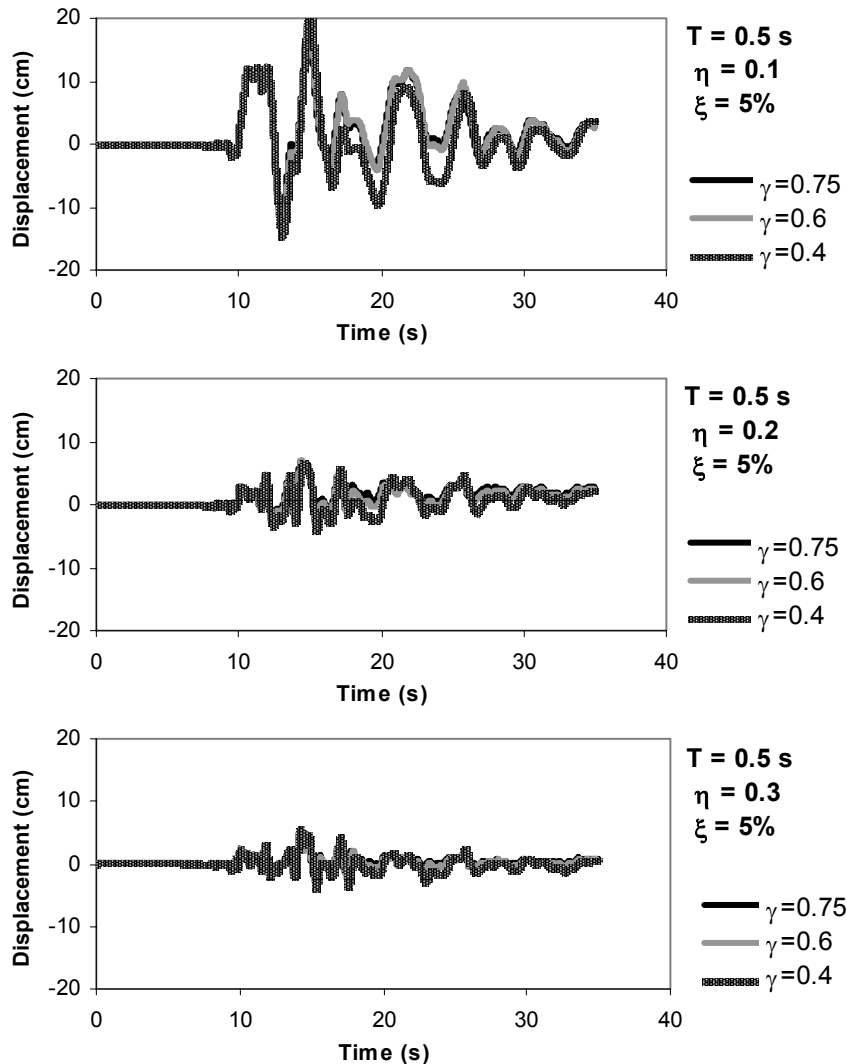 20
10
0
-10
-20
Displacement (cm)
0 10 20 30 40
Time (s)
T = 0.5 s
η = 0.1
ξ = 5%
γ=0.75
γ=0.6
γ=0.4
20
10
0
-10
-20
Displacement (cm)
0 10 20 30 40
Time (s)
T = 0.5 s
η = 0.2
ξ = 5%
γ=0.75
γ=0.6
γ=0.4
20
10
0
-10
-20
Displacement (cm)
0 10 20 30 40
Time (s)
T = 0.5 s
η = 0.3
ξ = 5%
γ=0.75
γ=0.6
γ=0.4